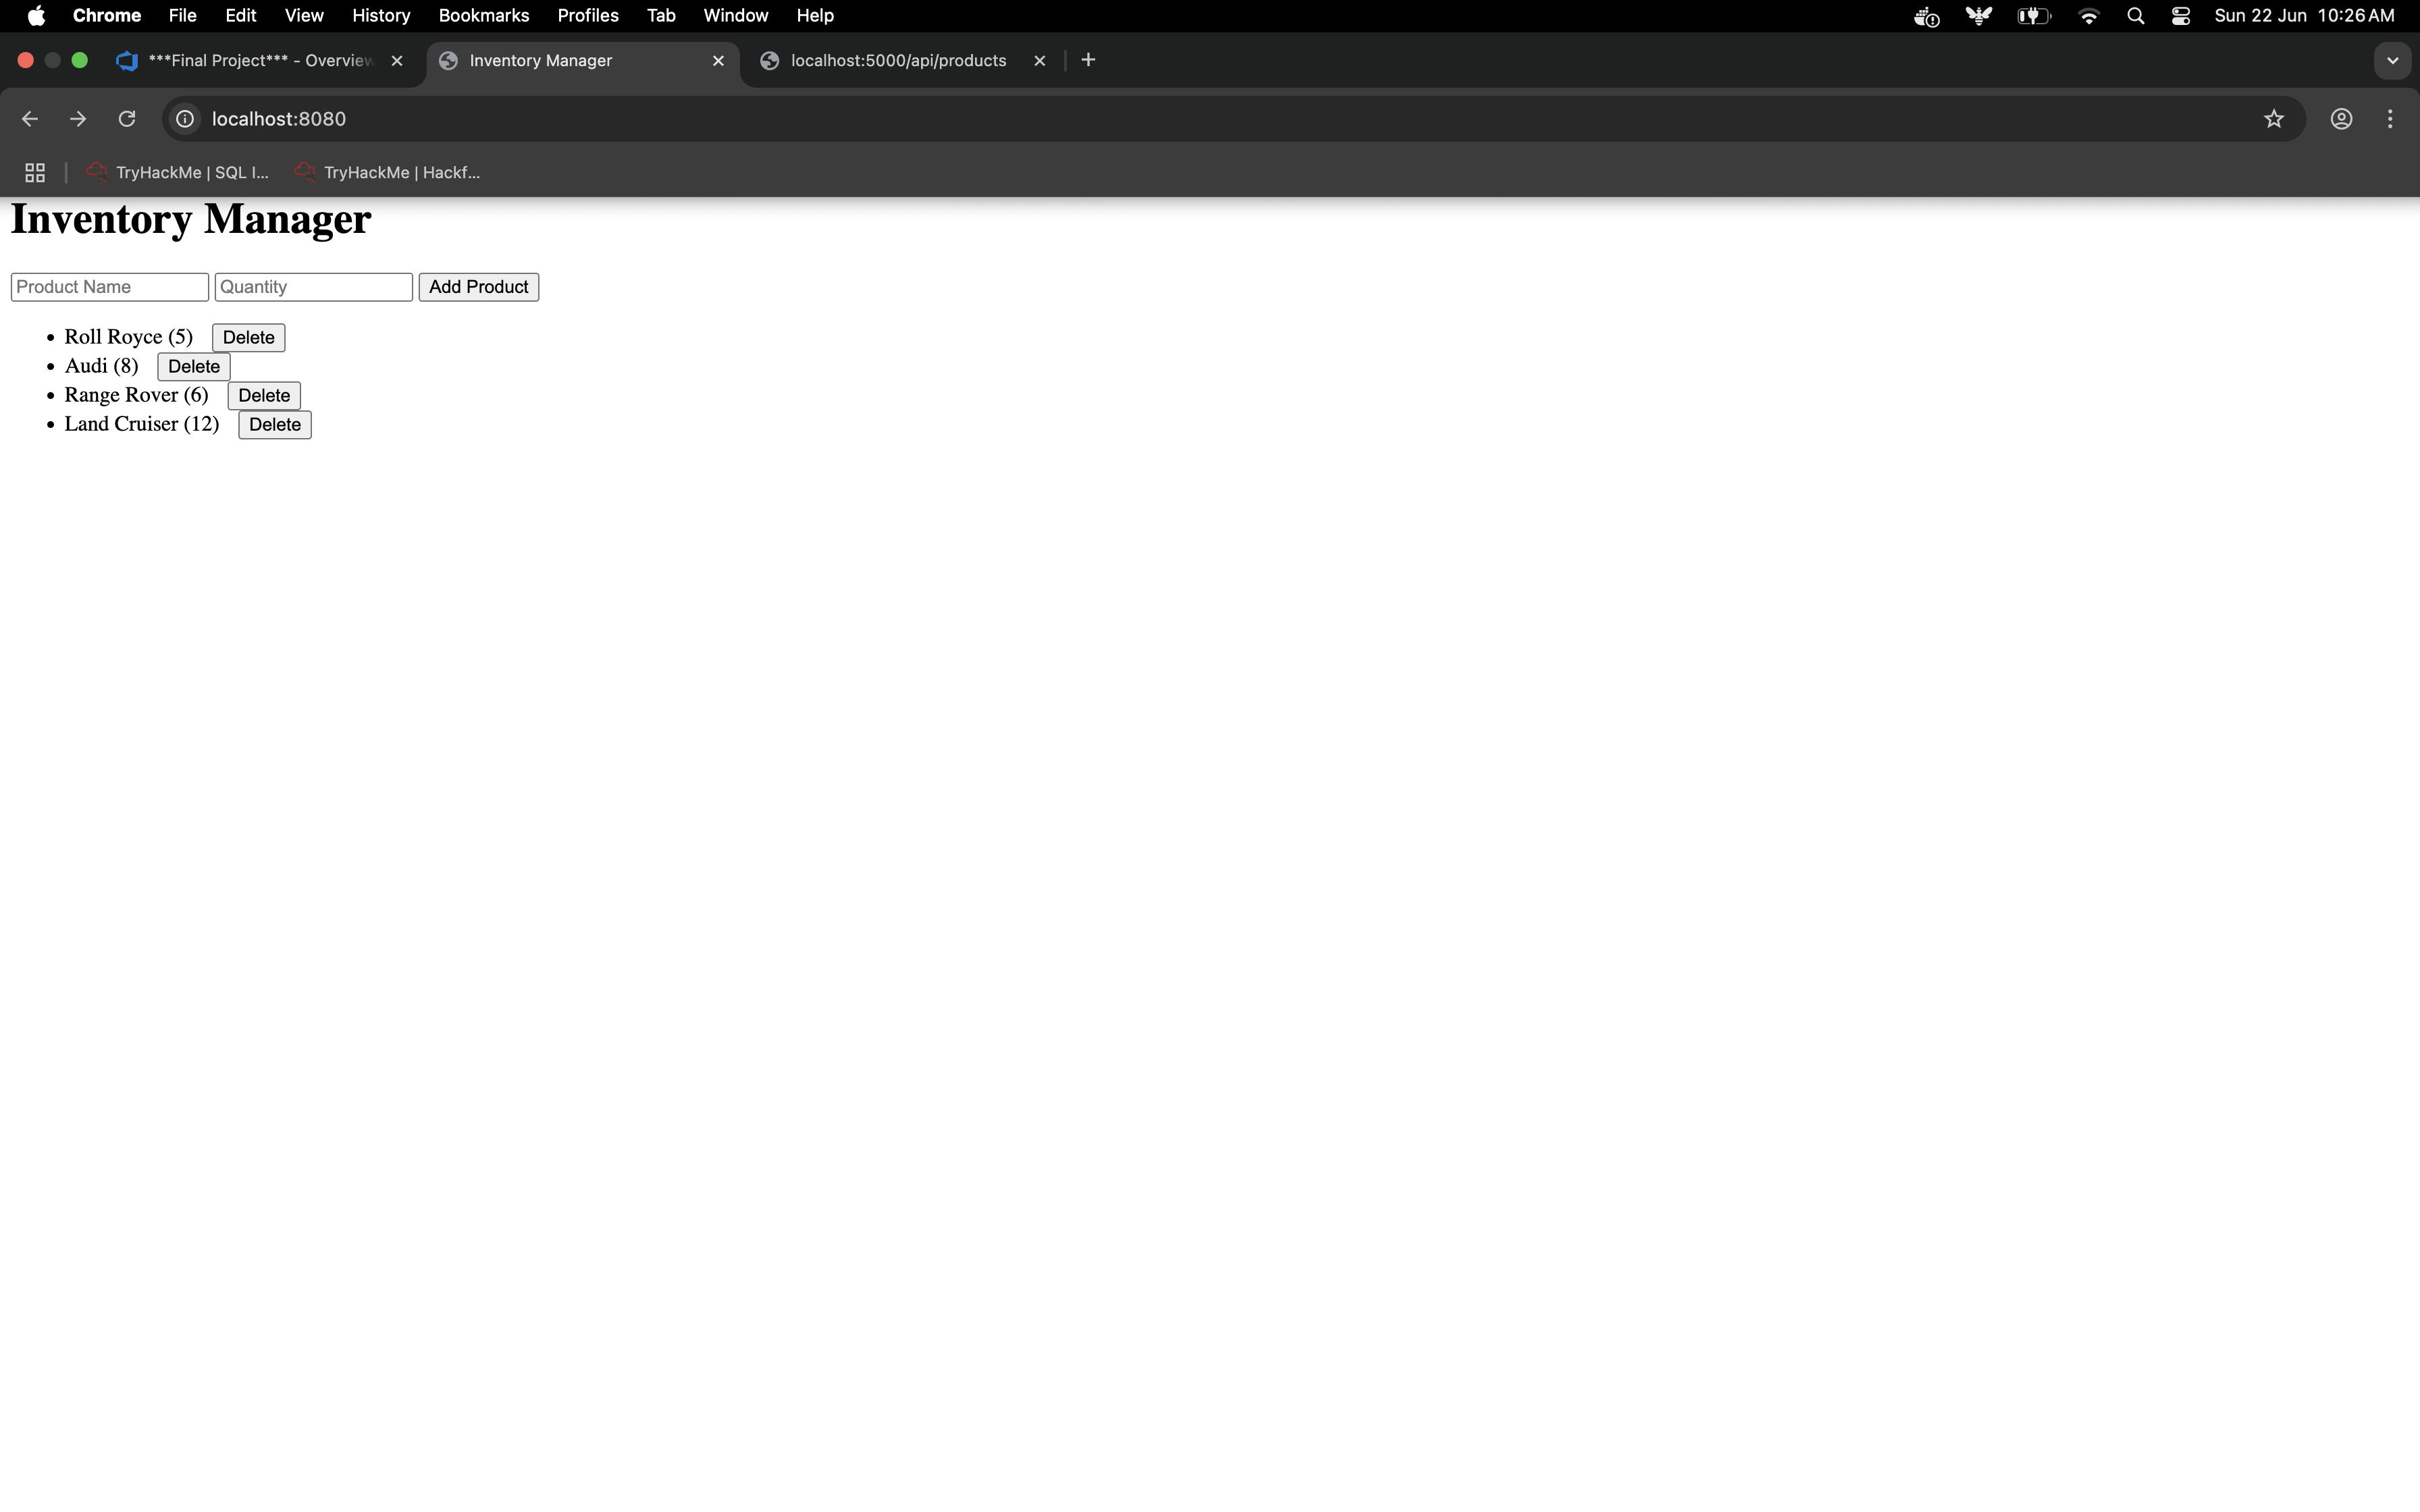 Chrome File Edit View History Bookmarks Profiles Tab Window Help Sun 22 Jun 10:26 AM
***Final Project*** - Overview Inventory Manager localhost:5000/api/products
localhost:8080
TryHackMe | SQL I... TryHackMe | Hackf...
Inventory Manager
Product Name Quantity Add Product
• Roll Royce (5) Delete
• Audi (8) Delete
• Range Rover (6) Delete
• Land Cruiser (12) Delete